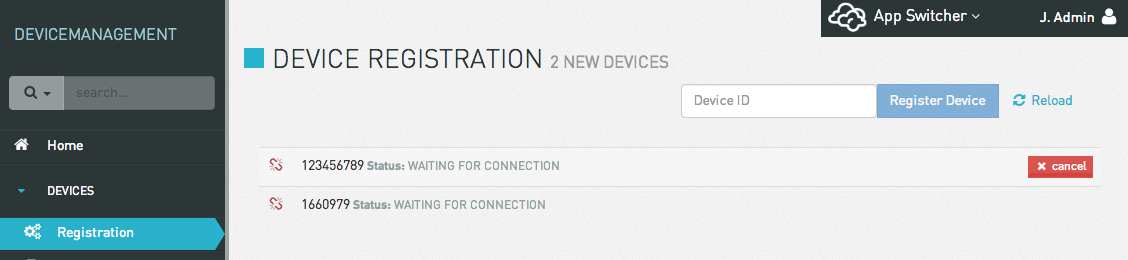 App Switcher
J. Admin
DEVICEMANAGEMENT
DEVICE REGISTRATION 2 NEW DEVICES
search...
Device ID
Register Device
Reload
Home
123456789 Status: WAITING FOR CONNECTION
cancel
DEVICES
1660979 Status: WAITING FOR CONNECTION
Registration